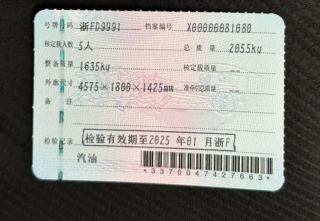 号牌号码 浙FD9991 档案编号 X00000081080
核定载人数 5人 总质量 2055kg
整备质量 1635kg 核定载质量 --
外廓尺寸 4575×1800×1425mm 准牵引总质量 --
备注
检验记录 检验有效期至2025年01月浙F
汽油
*3370047427667*